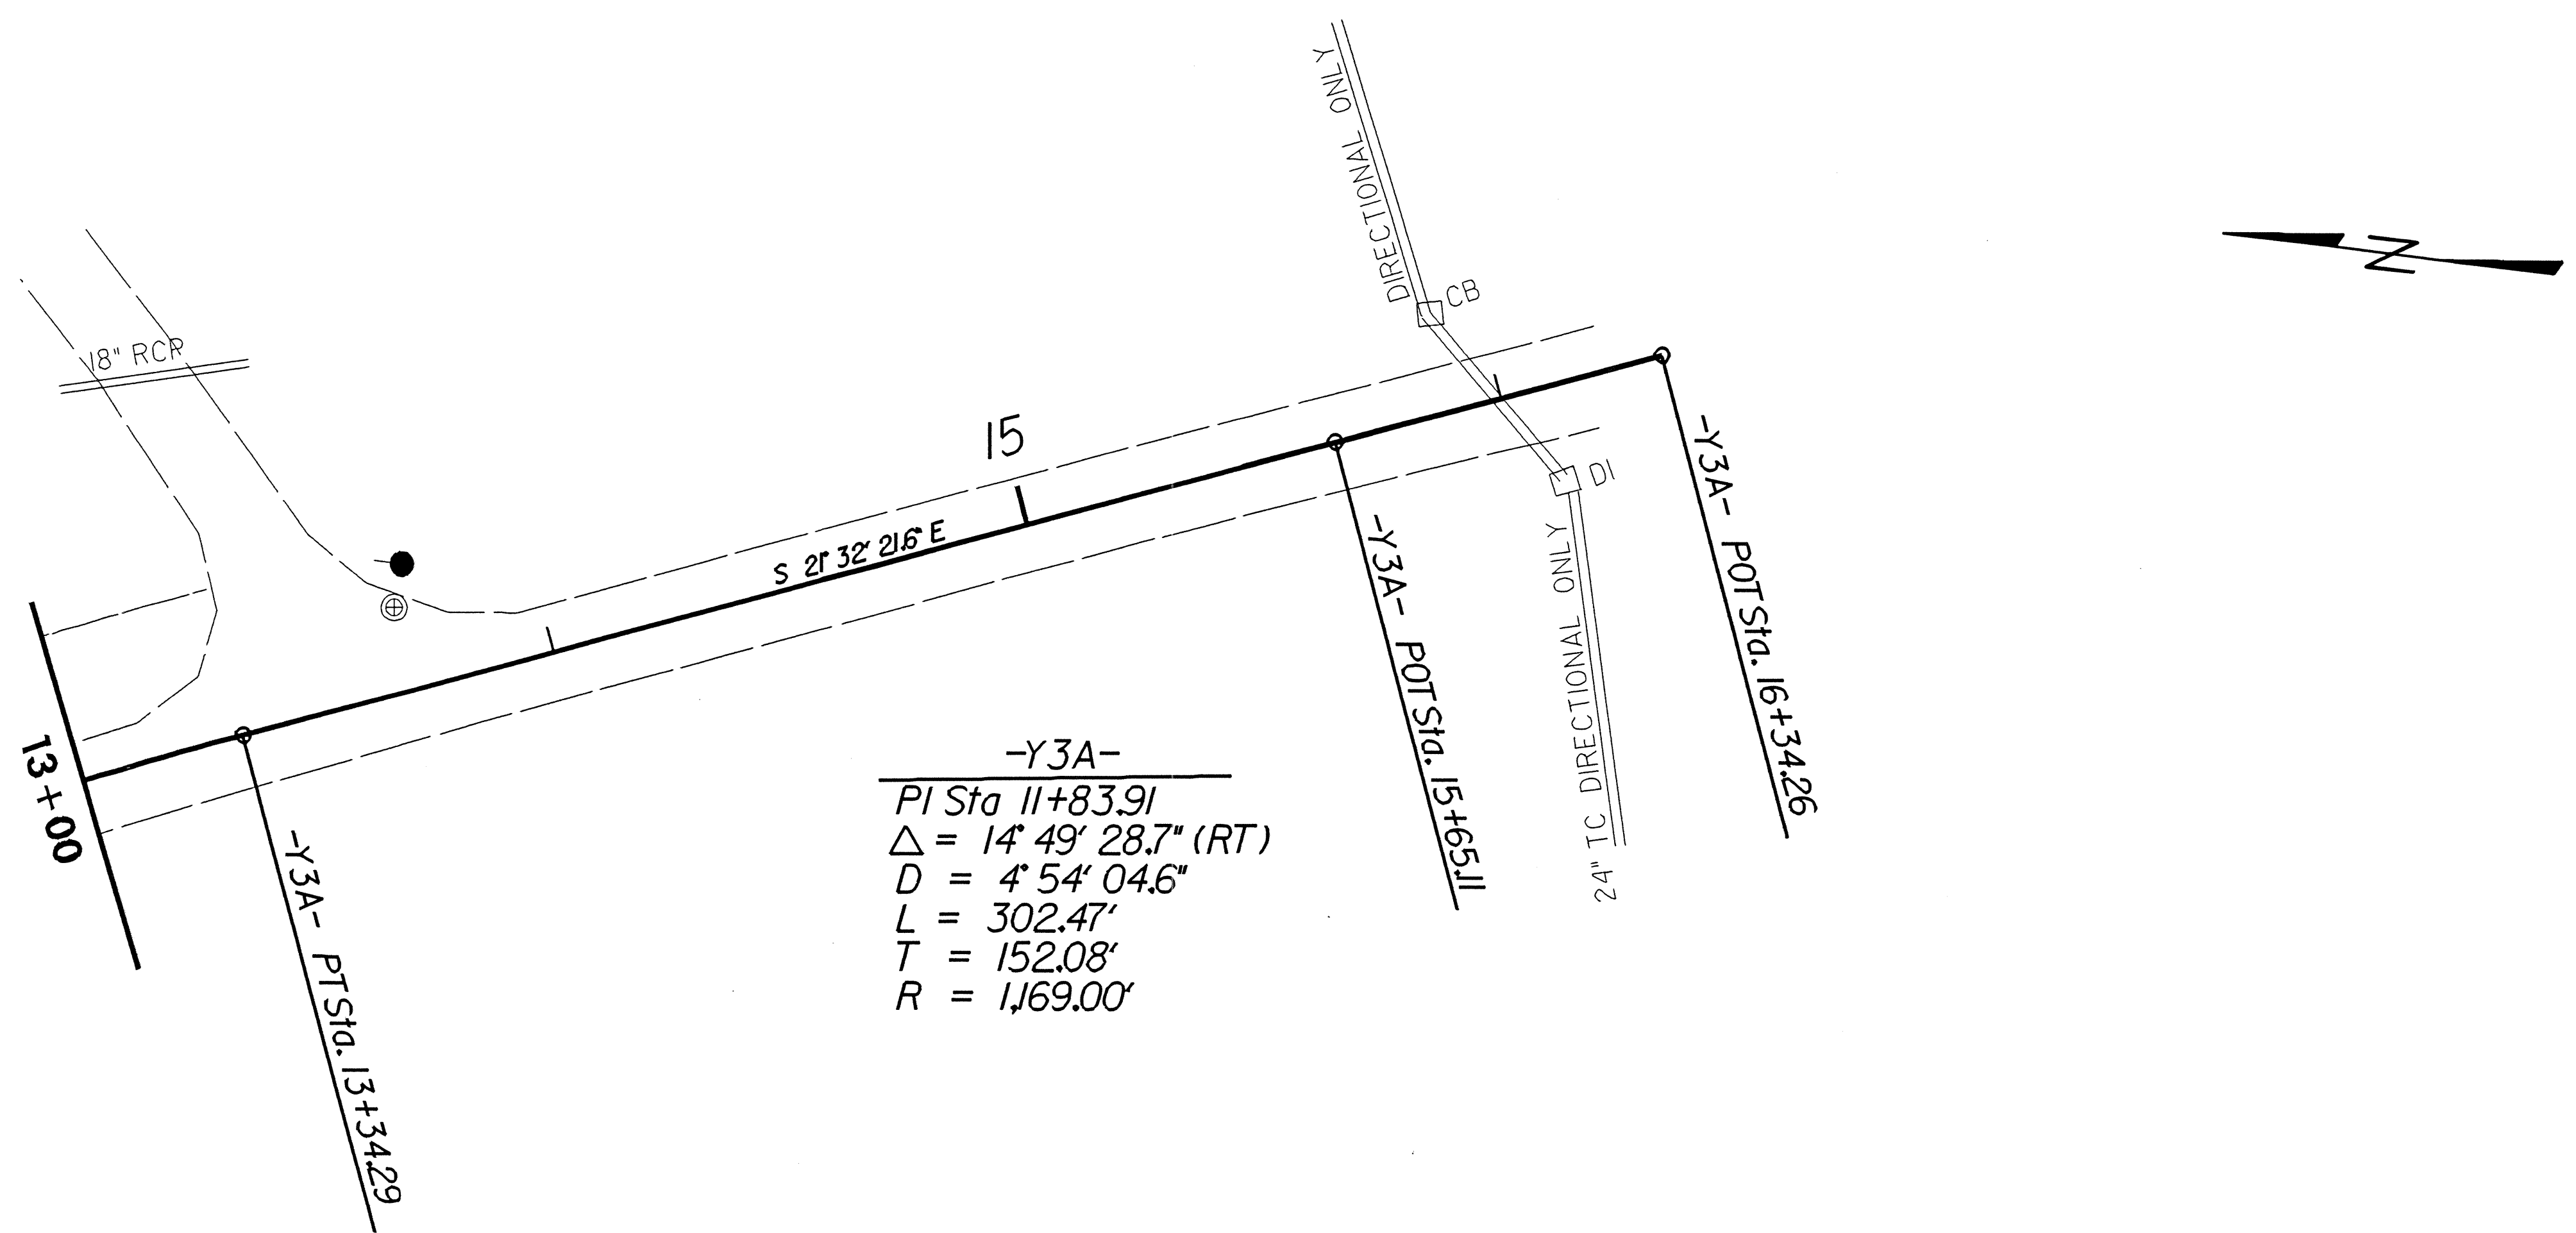 DIRECTIONAL ONLY
N
CB
18" RCP
15
DI
S 21° 32' 21.6" E
-Y3A- POT Sta. 16+34.26
-Y3A- POT Sta. 15+65.11
24" TC DIRECTIONAL ONLY
13+00
-Y3A- PT Sta. 13+34.29
-Y3A-
PI Sta 11+83.91
△ = 14° 49' 28.7" (RT)
D = 4° 54' 04.6"
L = 302.47'
T = 152.08'
R = 1,169.00'